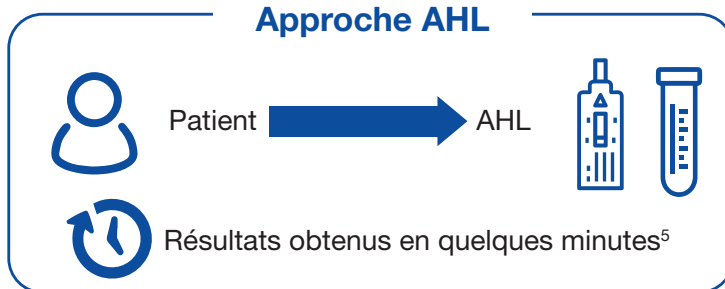 Approche AHL
Patient AHL
Résultats obtenus en quelques minutes⁵